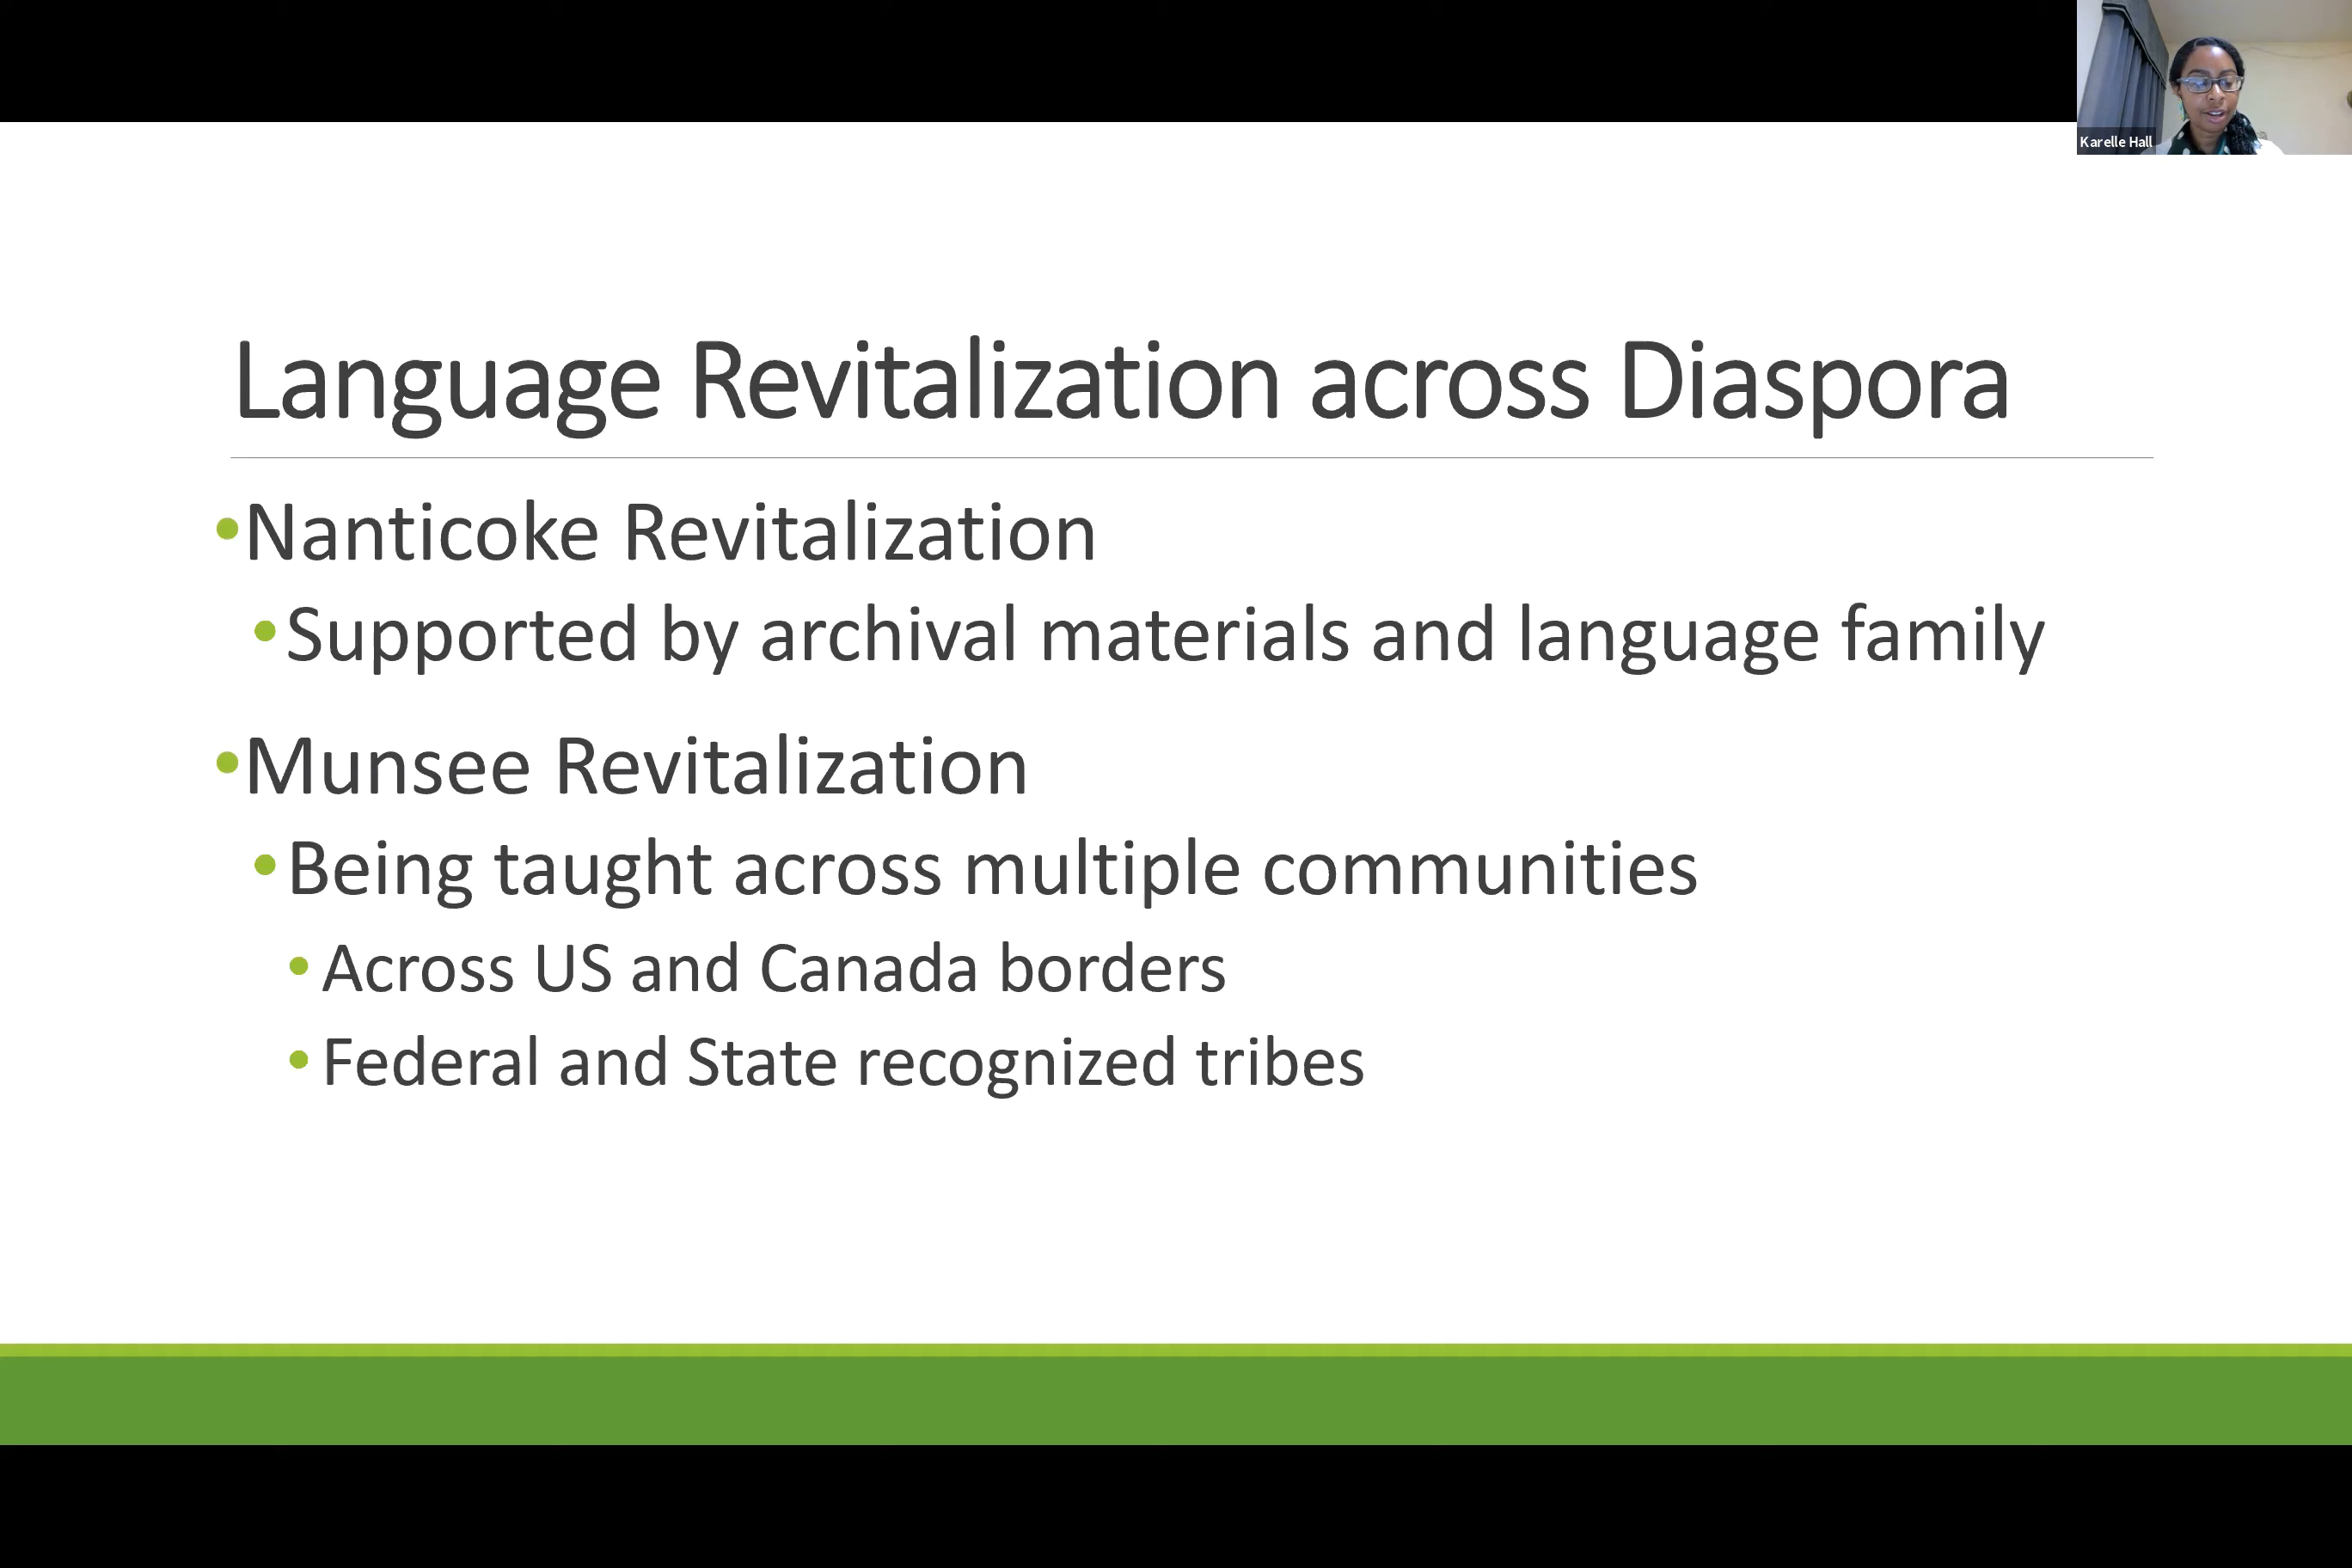 Karelle Hall
Language Revitalization across Diaspora
•Nanticoke Revitalization
•Supported by archival materials and language family
•Munsee Revitalization
•Being taught across multiple communities
•Across US and Canada borders
•Federal and State recognized tribes